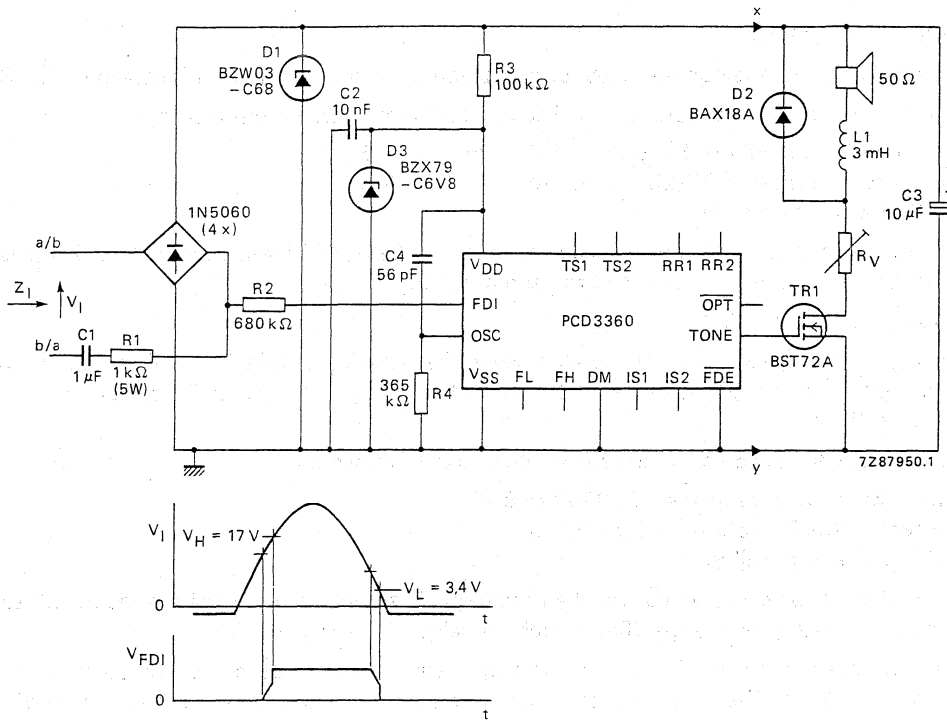 x
D1
BZW03
-C68
R3
100 kΩ
C2
10 nF
D3
BZX79
-C6V8
D2
BAX18A
50 Ω
L1
3 mH
C3
10 µF
+
1N5060
(4 x)
a/b
Z_I
V_I
b/a
C1
1 µF
R1
1 kΩ
(5W)
R2
680 kΩ
C4
56 pF
365
kΩ
R4
V_DD
TS1
TS2
RR1
RR2
FDI
OSC
PCD3360
OPT
TONE
V_SS
FL
FH
DM
IS1
IS2
FDE
R_V
TR1
BST72A
y
7Z87950.1
V_I
V_H = 17 V
V_L = 3,4 V
0
t
V_FDI
0
t